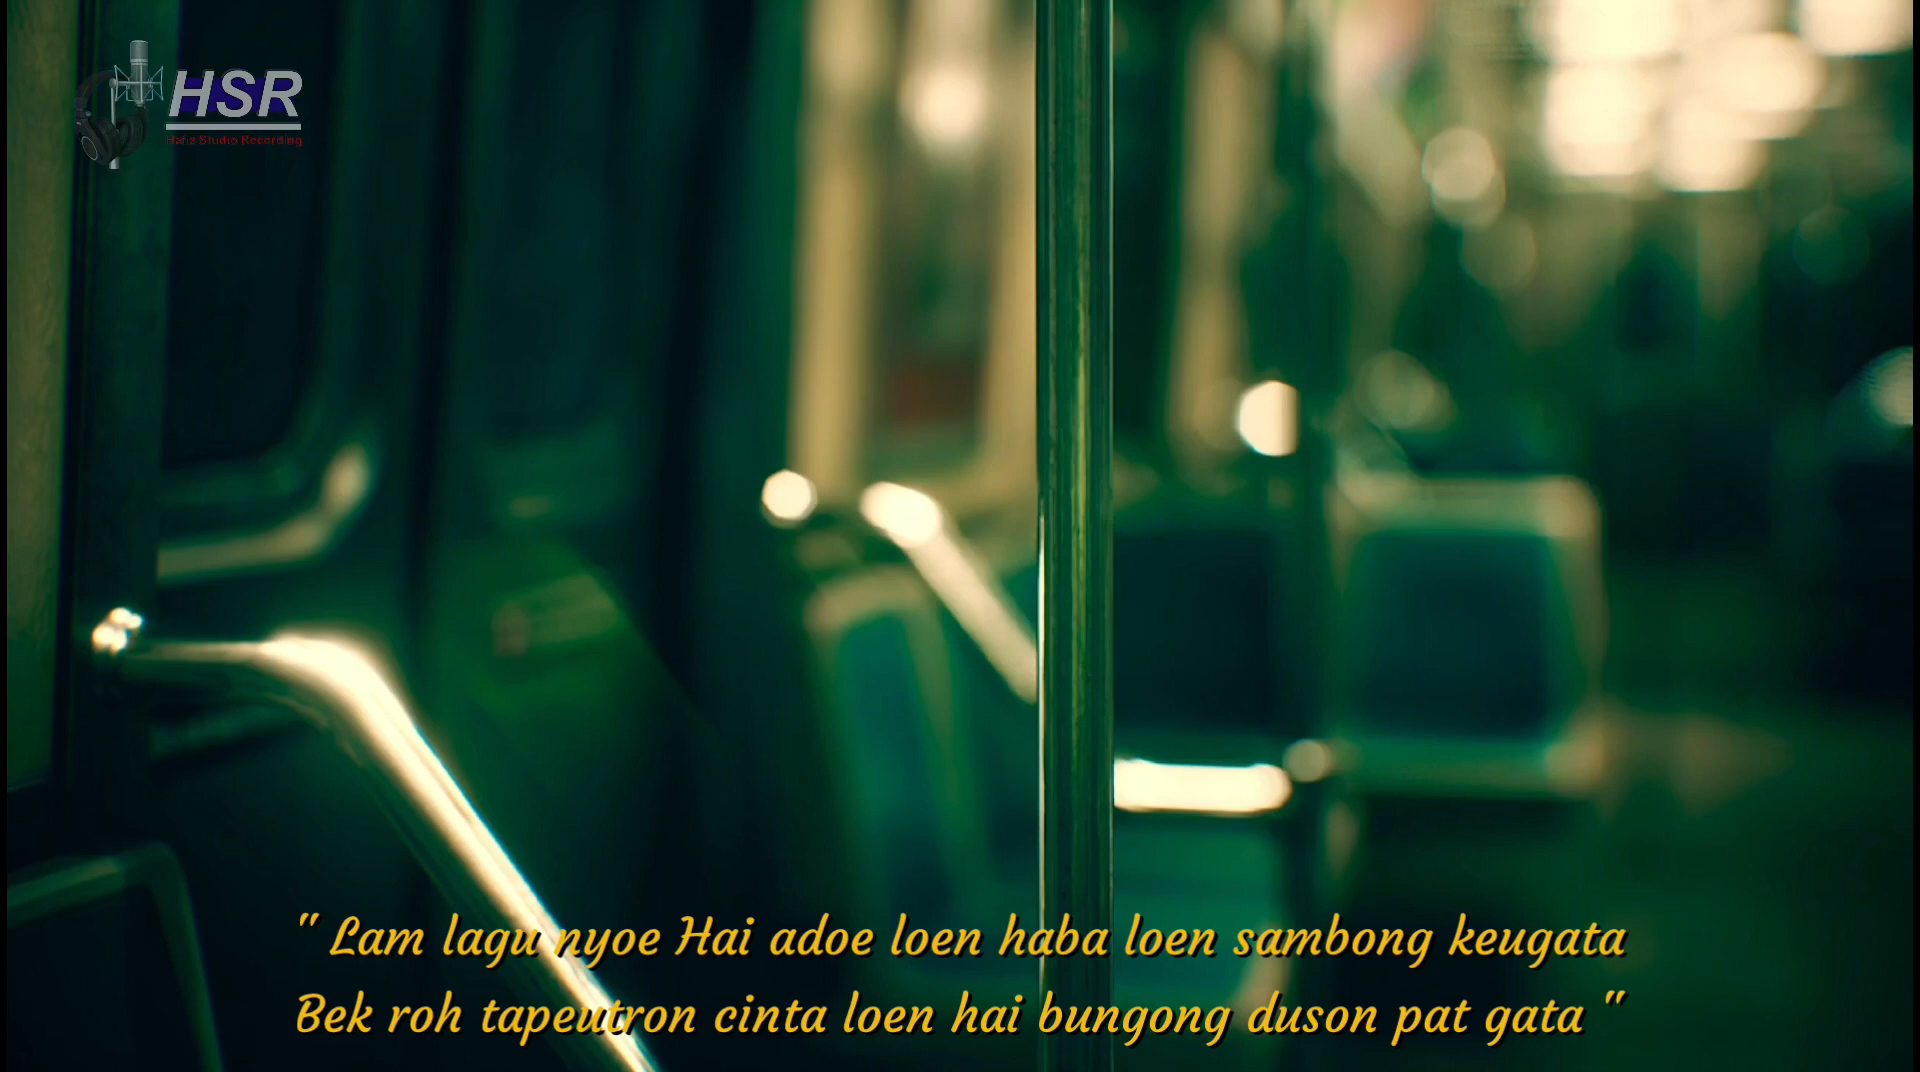 HSR
Hafiz Studio Recording
" Lam lagu nyoe Hai adoe loen haba loen sambong keugata
Bek roh tapeutron cinta loen hai bungong duson pat gata "